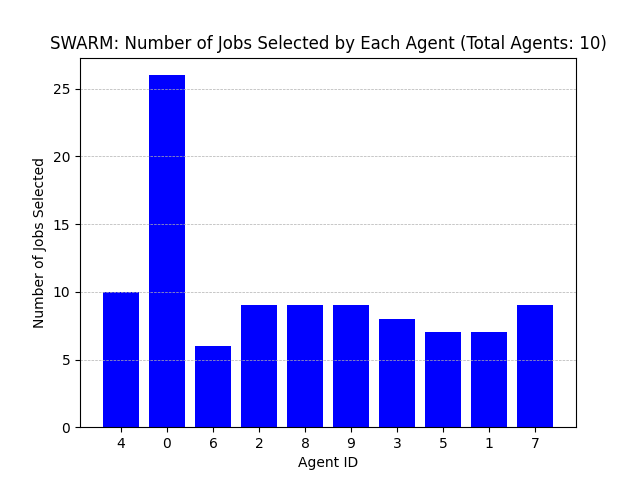 SWARM: Number of Jobs Selected by Each Agent (Total Agents: 10)
Number of Jobs Selected
25
20
15
10
5
0
4 0 6 2 8 9 3 5 1 7
Agent ID